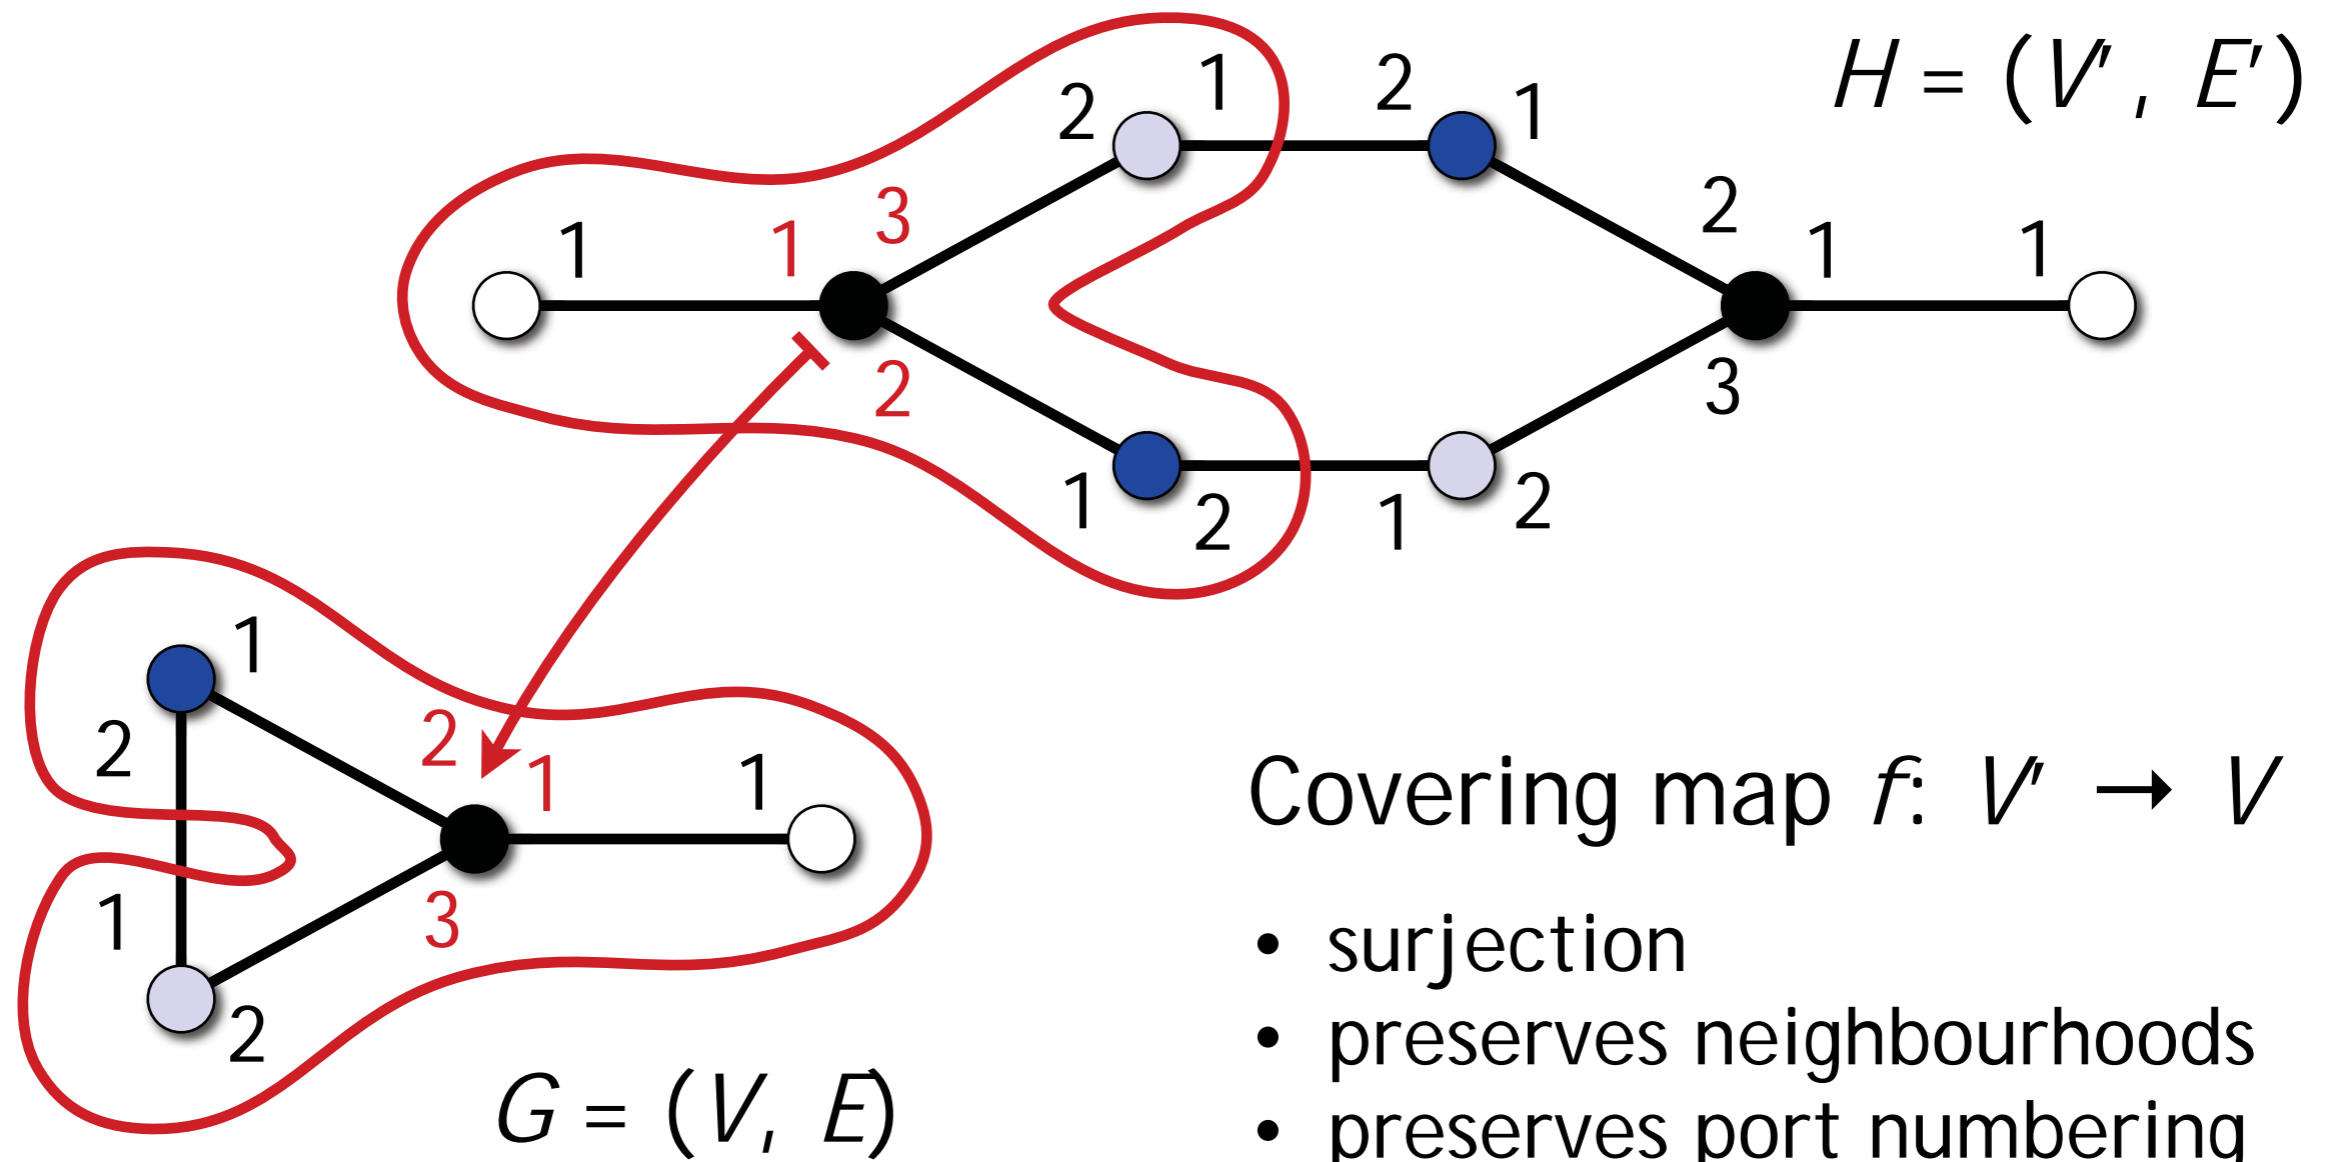 H = (V′, E′)
2 1 2 1
3 2
1 1 1 1
2 3
1 2 1 2
1
2 2 1 1
1 3
2
G = (V, E)
Covering map f: V′ → V
• surjection
• preserves neighbourhoods
• preserves port numbering